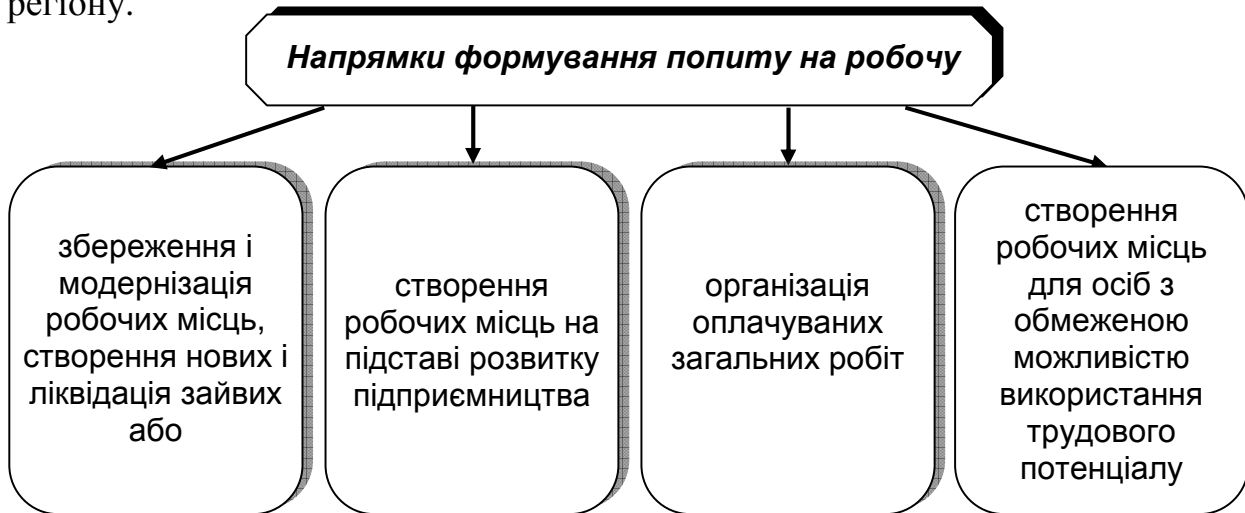 регіону.
Напрямки формування попиту на робочу
збереження і
модернізація
робочих місць,
створення нових і
ліквідація зайвих
або
створення
робочих місць на
підставі розвитку
підприємництва
організація
оплачуваних
загальних робіт
створення
робочих місць
для осіб з
обмеженою
можливістю
використання
трудового
потенціалу